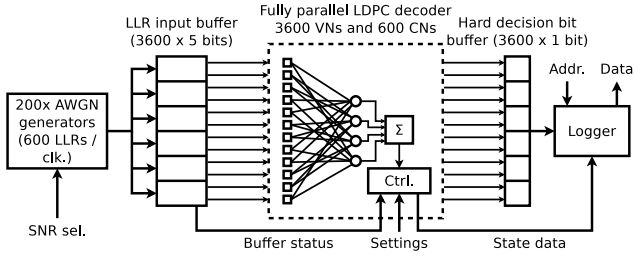 LLR input buffer
(3600 x 5 bits)
Fully parallel LDPC decoder
3600 VNs and 600 CNs
Hard decision bit
buffer (3600 x 1 bit)
200x AWGN
generators
(600 LLRs /
clk.)
SNR sel.
Σ
Ctrl.
Addr.
Data
Logger
Buffer status
Settings
State data